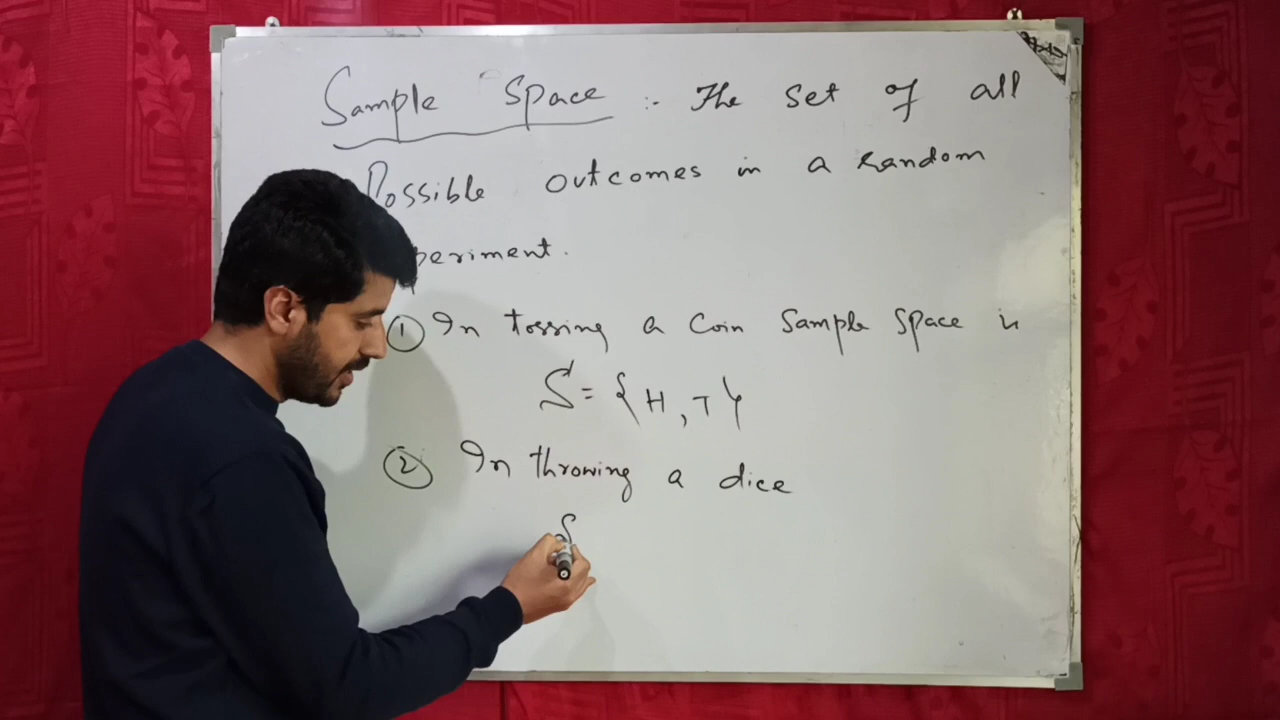 Sample Space :- The set of all
Possible outcomes in a random
periment.
① In tossing a Coin Sample Space is
S = { H , T }
② In throwing a dice
S